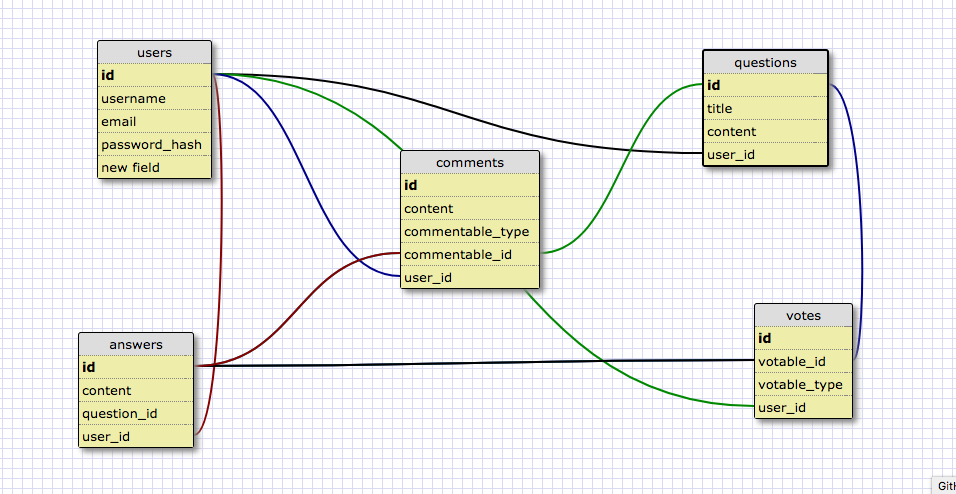 users
id
username
email
password_hash
new field
questions
id
title
content
user_id
comments
id
content
commentable_type
commentable_id
user_id
answers
id
content
question_id
user_id
votes
id
votable_id
votable_type
user_id